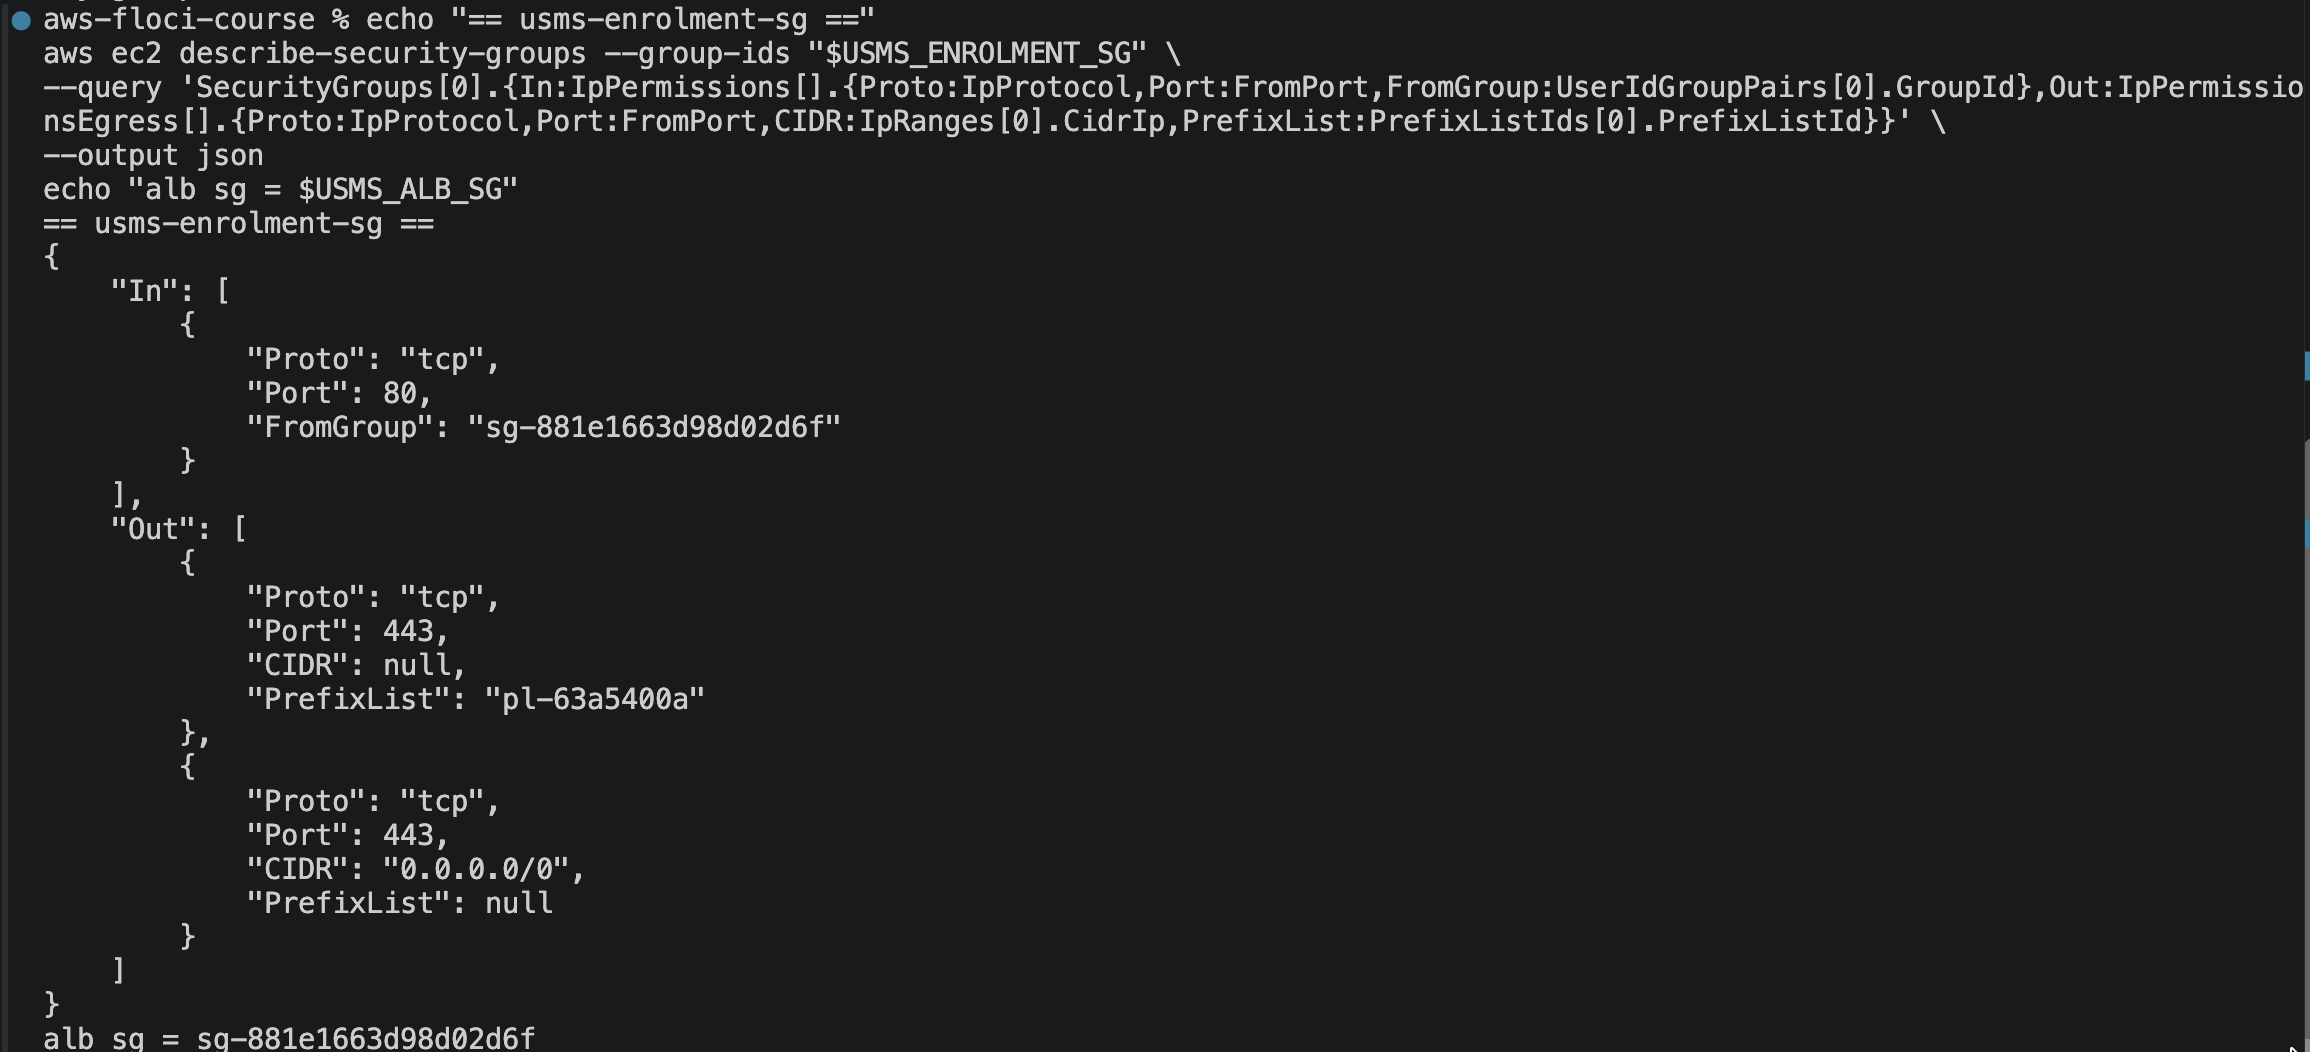 aws-floci-course % echo "== usms-enrolment-sg =="
aws ec2 describe-security-groups --group-ids "$USMS_ENROLMENT_SG" \
--query 'SecurityGroups[0].{In:IpPermissions[].{Proto:IpProtocol,Port:FromPort,FromGroup:UserIdGroupPairs[0].GroupId},Out:IpPermissio
nsEgress[].{Proto:IpProtocol,Port:FromPort,CIDR:IpRanges[0].CidrIp,PrefixList:PrefixListIds[0].PrefixListId}}' \
--output json
echo "alb sg = $USMS_ALB_SG"
== usms-enrolment-sg ==
{
    "In": [
        {
            "Proto": "tcp",
            "Port": 80,
            "FromGroup": "sg-881e1663d98d02d6f"
        }
    ],
    "Out": [
        {
            "Proto": "tcp",
            "Port": 443,
            "CIDR": null,
            "PrefixList": "pl-63a5400a"
        },
        {
            "Proto": "tcp",
            "Port": 443,
            "CIDR": "0.0.0.0/0",
            "PrefixList": null
        }
    ]
}
alb sg = sg-881e1663d98d02d6f